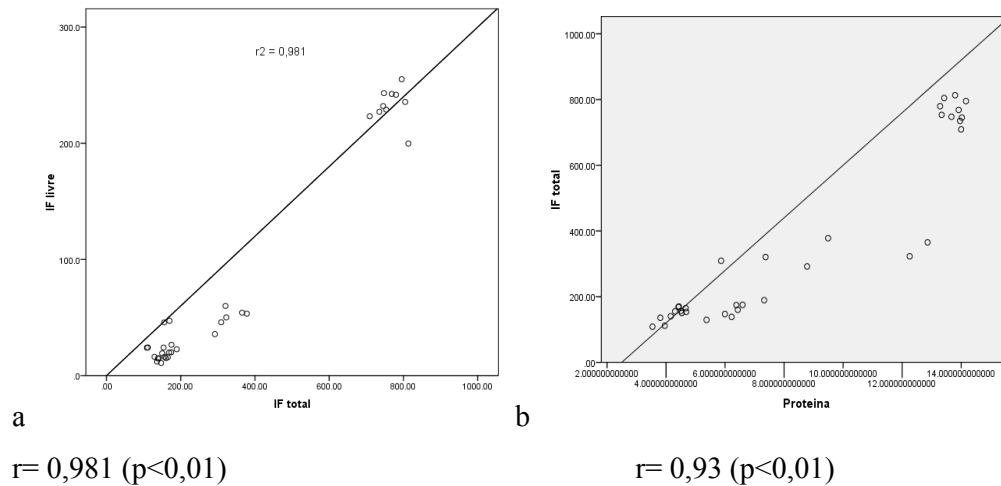 300.0
200.0
100.0
.0
IF livre
r2 = 0,981
.00 200.00 400.00 600.00 800.00 1000.00
IF total
1000.00
800.00
600.00
400.00
200.00
.00
IF total
2.000000000000 6.000000000000 10.000000000000 14.000000000000
4.000000000000 8.000000000000 12.000000000000
Proteina
a b
r= 0,981 (p<0,01) r= 0,93 (p<0,01)